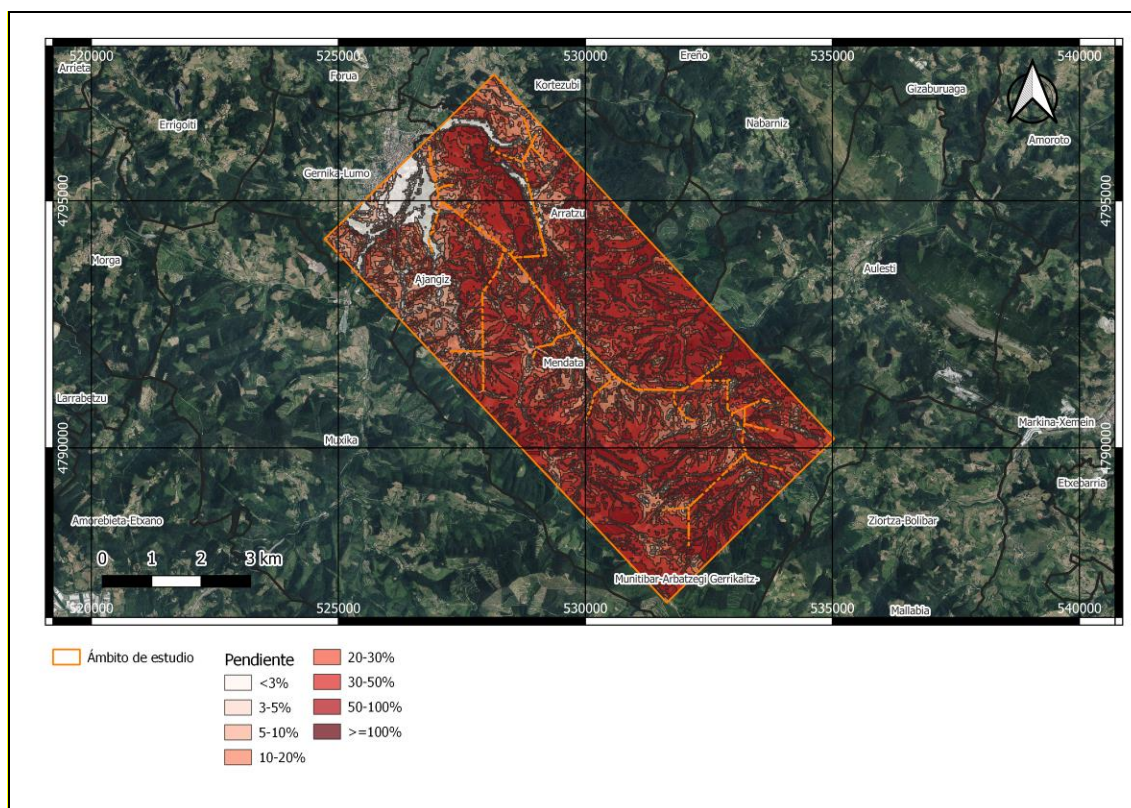 520000 525000 530000 535000 540000
Arrieta
Forua
Kortezubi
Ereño
Gizaburuaga
Errigoiti
Nabarniz
Amoroto
Gernika-Lumo
4795000
4795000
Arratzu
Morga
Ajangiz
Aulesti
Mendata
Larrabetzu
Muxika
Markina-Xemein
4790000
4790000
Etxebarria
Amorebieta-Etxano
Ziortza-Bolibar
0 1 2 3 km
Munitibar-Arbatzegi Gerrikaitz-
Mallabia
520000 525000 530000 535000 540000
Ámbito de estudio
Pendiente
<3%
3-5%
5-10%
10-20%
20-30%
30-50%
50-100%
>=100%